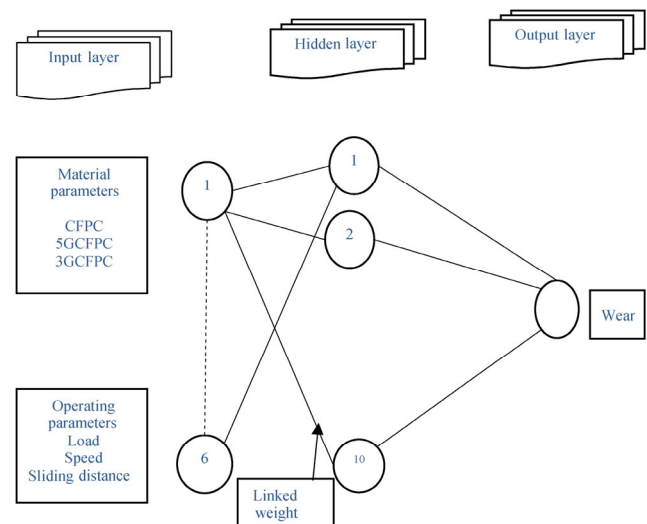 Input layer
Hidden layer
Output layer
Material
parameters
CFPC
5GCFPC
3GCFPC
1
1
2
Wear
Operating
parameters
Load
Speed
Sliding distance
6
10
Linked
weight